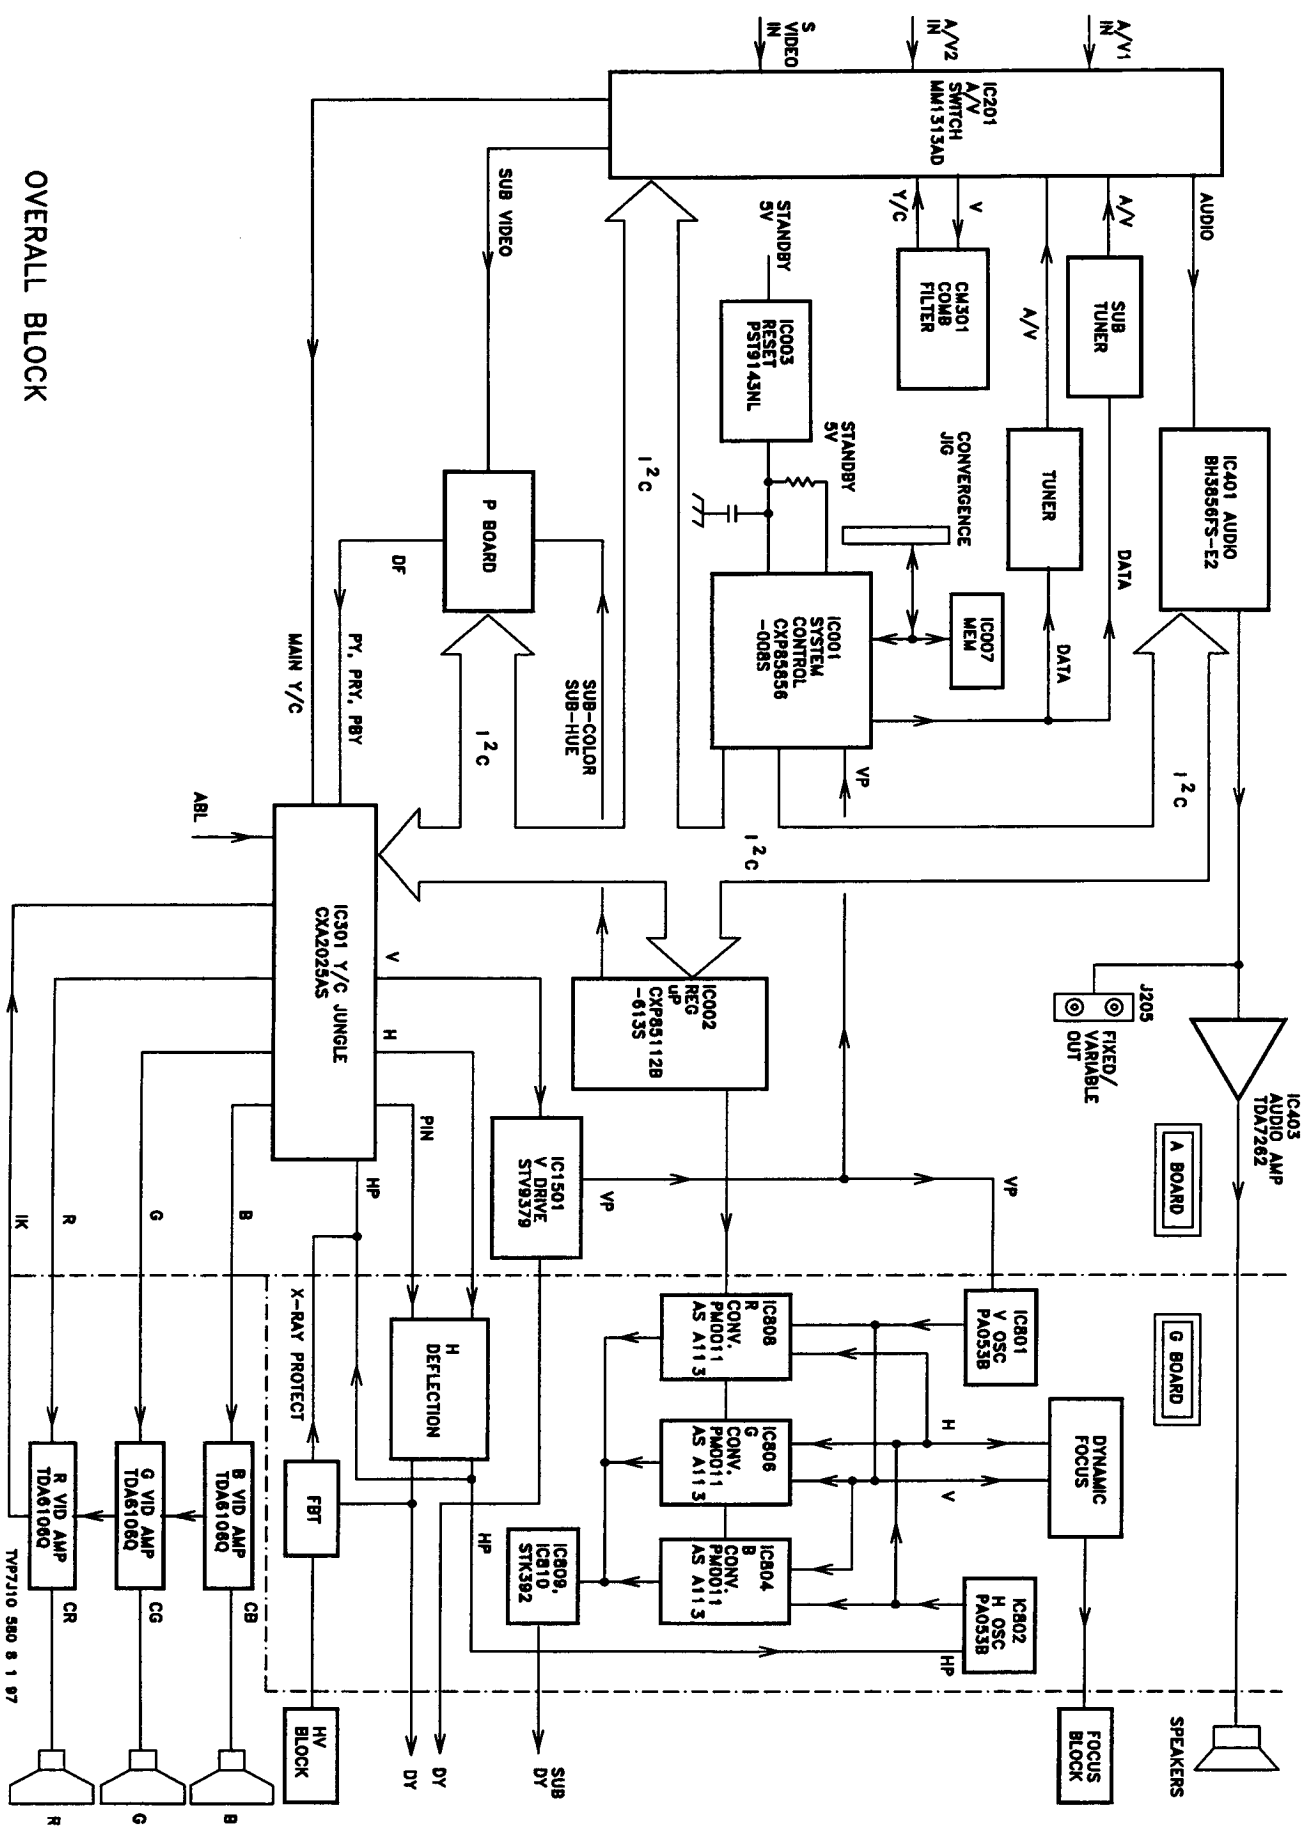 A/V1
IN
A/V2
IN
S
VIDEO
IN
IC201
A/V
SWITCH
MM1313AD
AUDIO
A/V
A/V
V
Y/C
SUB VIDEO
SUB
TUNER
TUNER
CM301
COMB
FILTER
STANDBY
5V
IC003
RESET
PST9143NL
STANDBY
5V
CONVERGENCE
JIG
IC401 AUDIO
BH3856FS-E2
DATA
DATA
IC007
MEM
IC001
SYSTEM
CONTROL
CXP85856
-008S
VP
I2C
I2C
I2C
I2C
P BOARD
DF
PY, PRY, PBY
MAIN Y/C
SUB-COLOR
SUB-HUE
ABL
J205
FIXED/
VARIABLE
OUT
IC403
AUDIO AMP
TDA7262
A BOARD
G BOARD
IC002
REG
uP
CXP85112B
-613S
IC301 Y/C JUNGLE
CXA2025AS
V
H
PIN
HP
IC1501
V DRIVE
STV9379
VP
VP
B
G
R
IK
X-RAY PROTECT
IC801
V OSC
PA053B
IC808
R
CONV.
PM0011
AS A113
IC806
G
CONV.
PM0011
AS A113
IC804
B
CONV.
PM0011
AS A113
H
V
DYNAMIC
FOCUS
IC802
H OSC
PA053B
HP
H
DEFLECTION
HP
FBT
IC809,
IC810
STK392
B VID AMP
TDA6106Q
G VID AMP
TDA6106Q
R VID AMP
TDA6106Q
CB
CG
CR
SPEAKERS
FOCUS
BLOCK
SUB
DY
DY
DY
HV
BLOCK
B
G
R
OVERALL BLOCK
TVP7J10 580 8 1 97